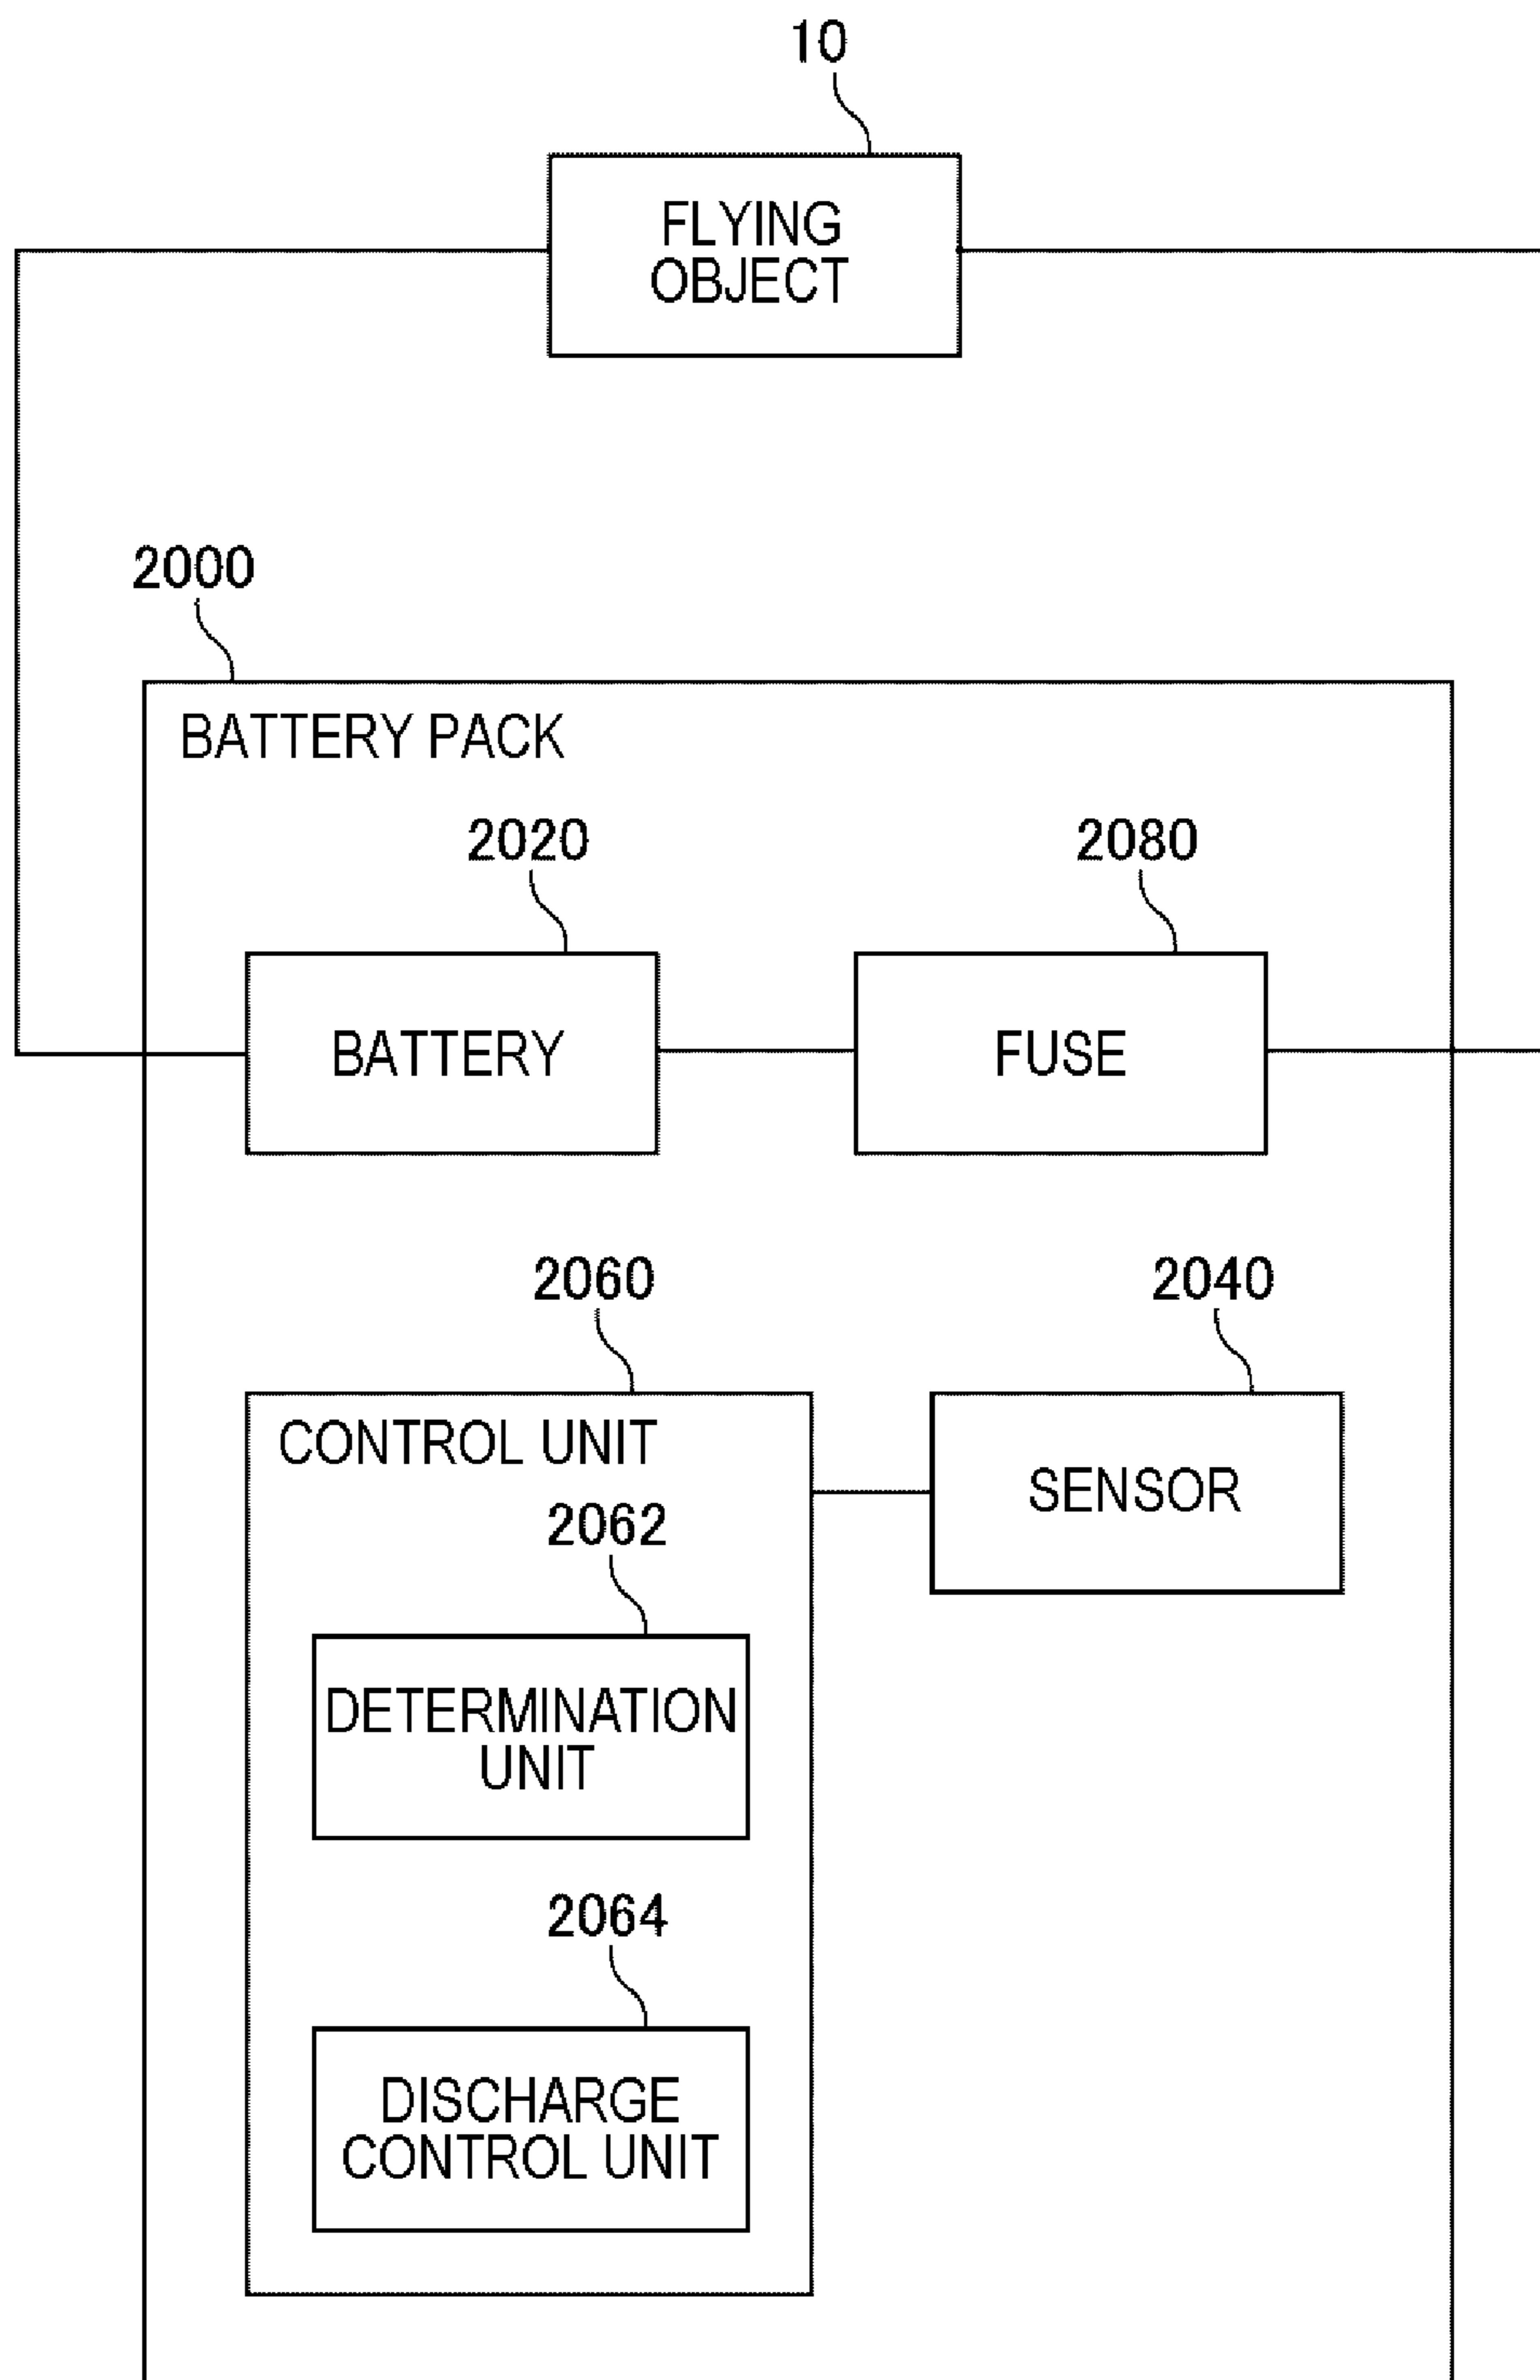 10
FLYING
OBJECT
2000
BATTERY PACK
2020
2080
BATTERY
FUSE
2060
2040
CONTROL UNIT
SENSOR
2062
DETERMINATION
UNIT
2064
DISCHARGE
CONTROL UNIT